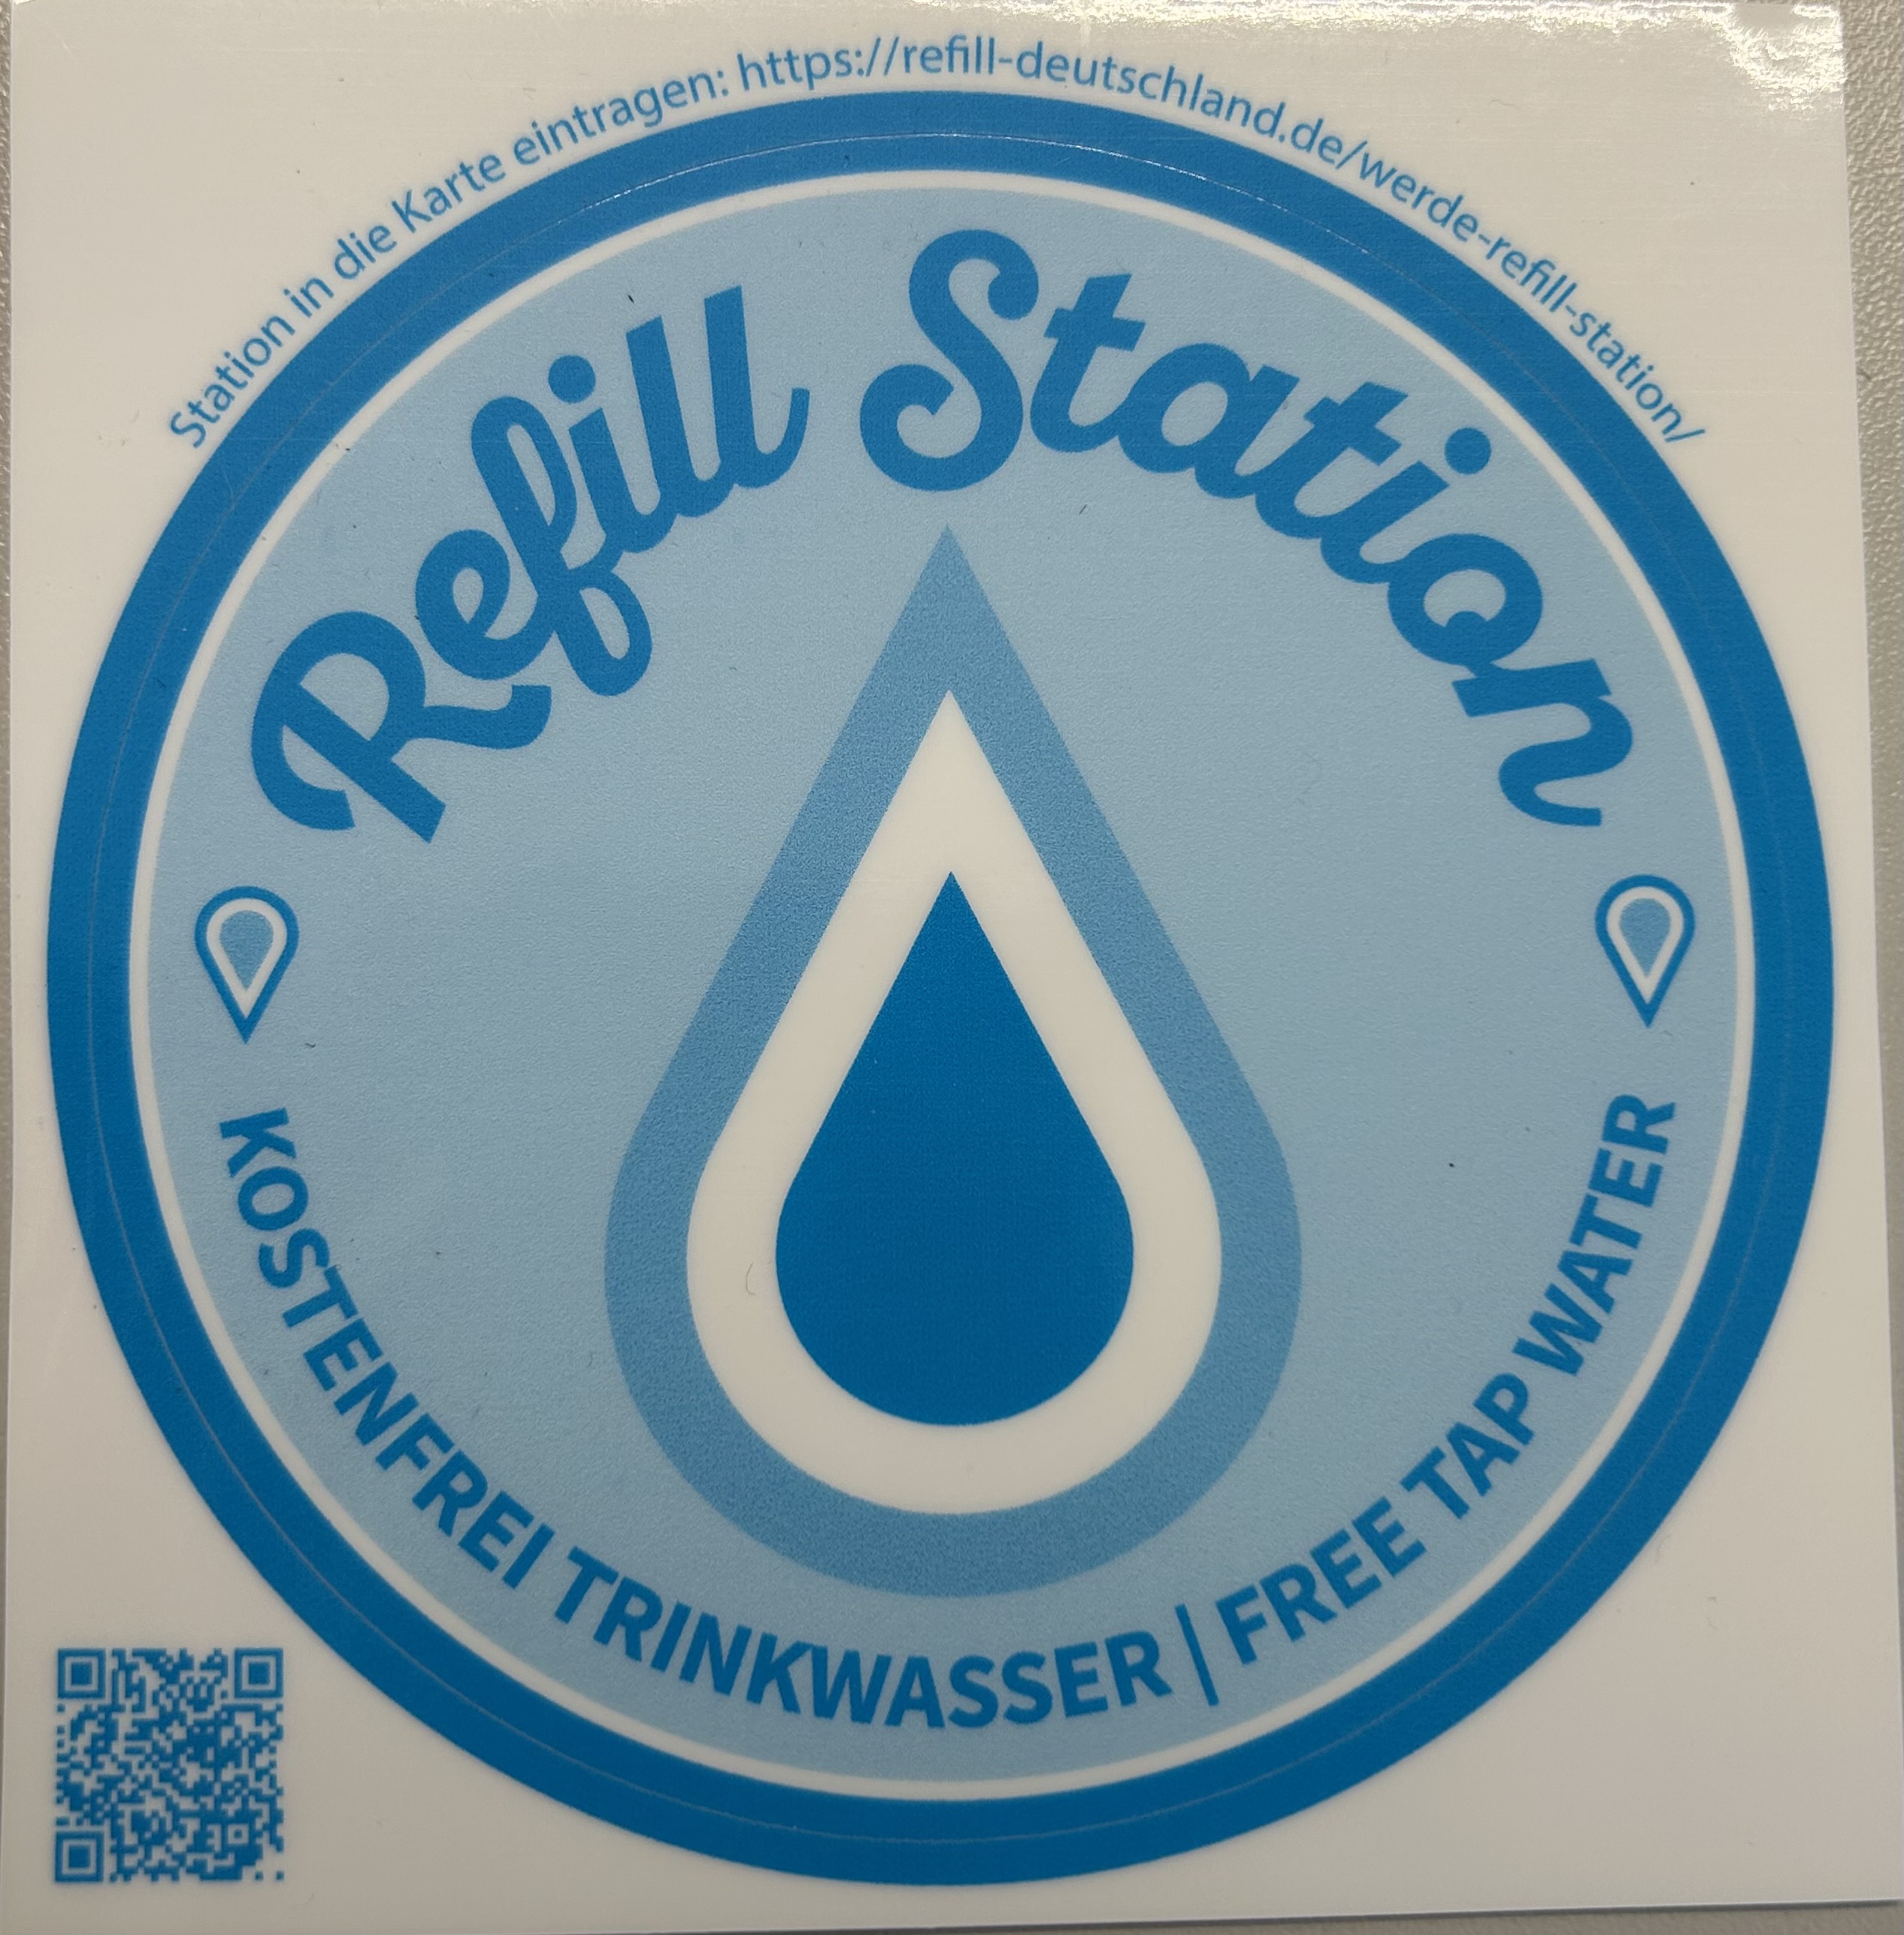 Station in die Karte eintragen: https://refill-deutschland.de/werde-refill-station/
Refill Station
KOSTENFREI TRINKWASSER | FREE TAP WATER